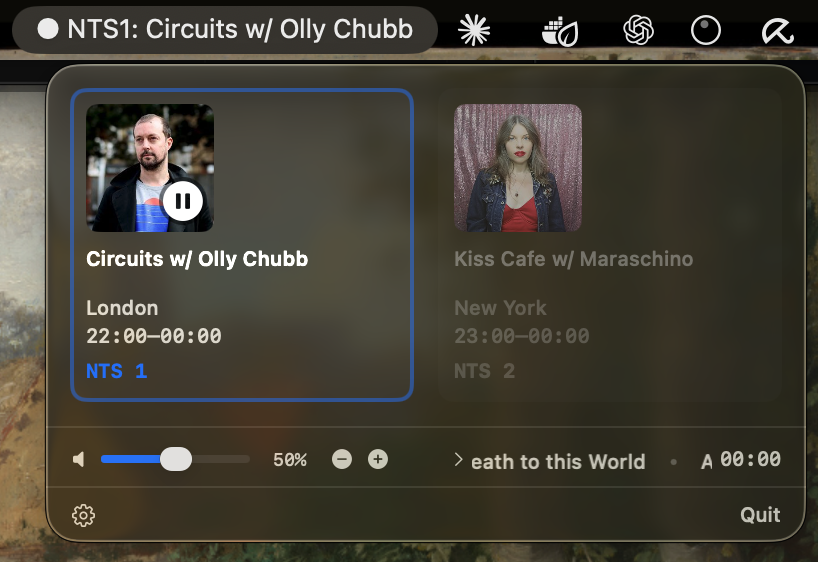 NTS1: Circuits w/ Olly Chubb
Circuits w/ Olly Chubb
London
22:00–00:00
NTS 1
Kiss Cafe w/ Maraschino
New York
23:00–00:00
NTS 2
50%
eath to this World • A 00:00
Quit